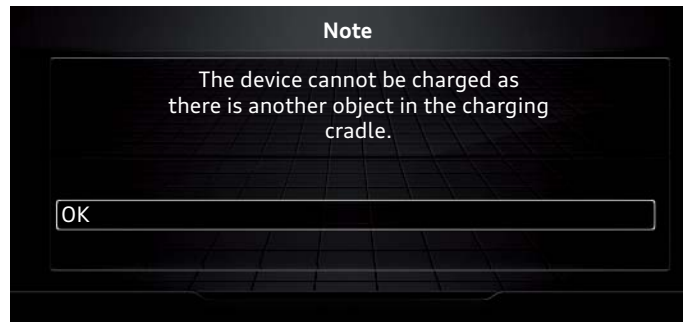 Note
The device cannot be charged as
there is another object in the charging
cradle.
OK